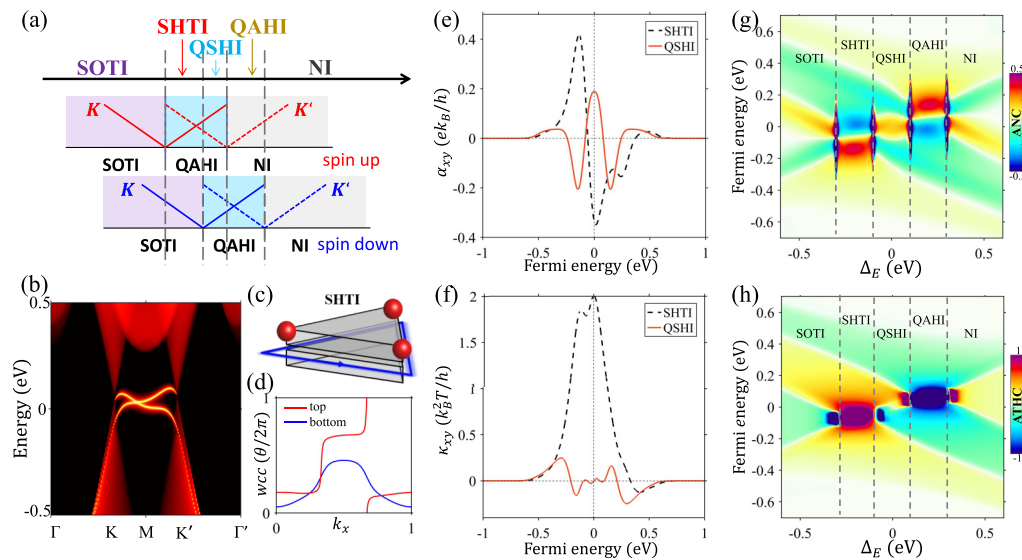 (a)
SHTI
QAHI
QSHI
SOTI
NI
K
K‘
SOTI
QAHI
NI
spin up
K
K‘
SOTI
QAHI
NI
spin down
(b)
0.5
0
-0.5
Energy (eV)
Γ
K
M
K′
Γ′
(c)
SHTI
(d)
top
bottom
1
0
wcc (θ/2π)
0
1
k_x
(e)
SHTI
QSHI
0.4
0.2
0
-0.2
-0.4
α_xy (ek_B/h)
-1
-0.5
0
0.5
1
Fermi energy (eV)
(f)
SHTI
QSHI
2
1
1
0
κ_xy (k_B^2T/h)
-1
-0.5
0
0.5
1
Fermi energy (eV)
(g)
SOTI
SHTI
QSHI
QAHI
NI
0.6
0.4
0.2
0
-0.2
-0.4
-0.6
Fermi energy (eV)
-0.5
0
0.5
Δ_E (eV)
ANC
(h)
SOTI
SHTI
QSHI
QAHI
NI
0.6
0.4
0.2
0
-0.2
-0.4
-0.6
Fermi energy (eV)
-0.5
0
0.5
Δ_E (eV)
ATHC